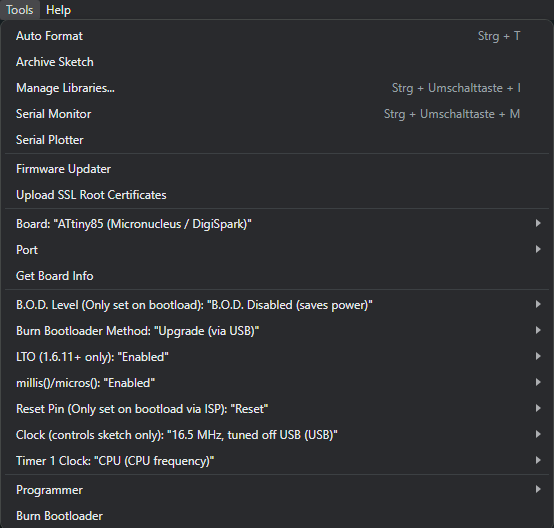 Tools Help
Auto Format Strg + T
Archive Sketch
Manage Libraries... Strg + Umschalttaste + I
Serial Monitor Strg + Umschalttaste + M
Serial Plotter
Firmware Updater
Upload SSL Root Certificates
Board: "ATtiny85 (Micronucleus / DigiSpark)"
Port
Get Board Info
B.O.D. Level (Only set on bootload): "B.O.D. Disabled (saves power)"
Burn Bootloader Method: "Upgrade (via USB)"
LTO (1.6.11+ only): "Enabled"
millis()/micros(): "Enabled"
Reset Pin (Only set on bootload via ISP): "Reset"
Clock (controls sketch only): "16.5 MHz, tuned off USB (USB)"
Timer 1 Clock: "CPU (CPU frequency)"
Programmer
Burn Bootloader